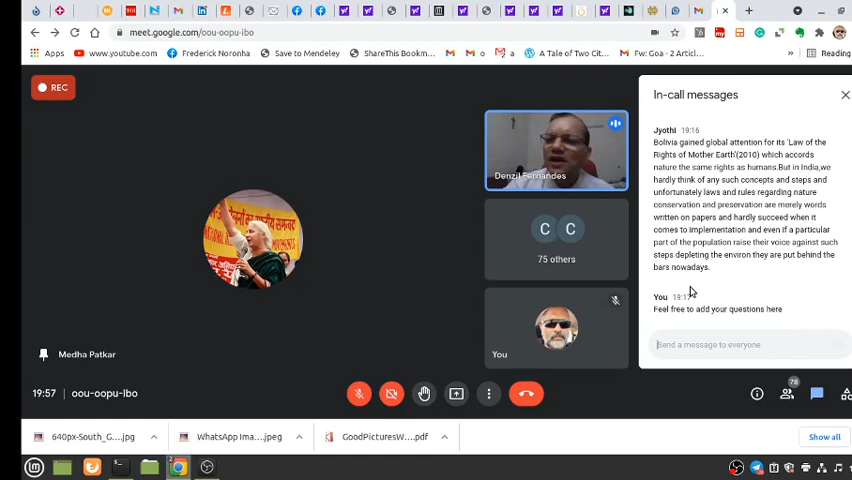 meet.google.com/oou-oopu-ibo
Apps
www.youtube.com
Frederick Noronha
Save to Mendeley
ShareThis Bookm...
A Tale of Two Cit...
Fw: Goa - 2 Articl...
»
Reading
REC
Denzil Fernandes
C C
75 others
You
Medha Patkar
19:57 | oou-oopu-ibo
In-call messages
Jyothi 19:16
Bolivia gained global attention for its 'Law of the
Rights of Mother Earth'(2010) which accords
nature the same rights as humans.But in India,we
hardly think of any such concepts and steps and
unfortunately laws and rules regarding nature
conservation and preservation are merely words
written on papers and hardly succeed when it
comes to implementation and even if a particular
part of the population raise their voice against such
steps depleting the environ they are put behind the
bars nowadays.
You
Feel free to add your questions here
Send a message to everyone
78
640px-South_G....jpg
WhatsApp Ima....jpeg
GoodPicturesW....pdf
Show all